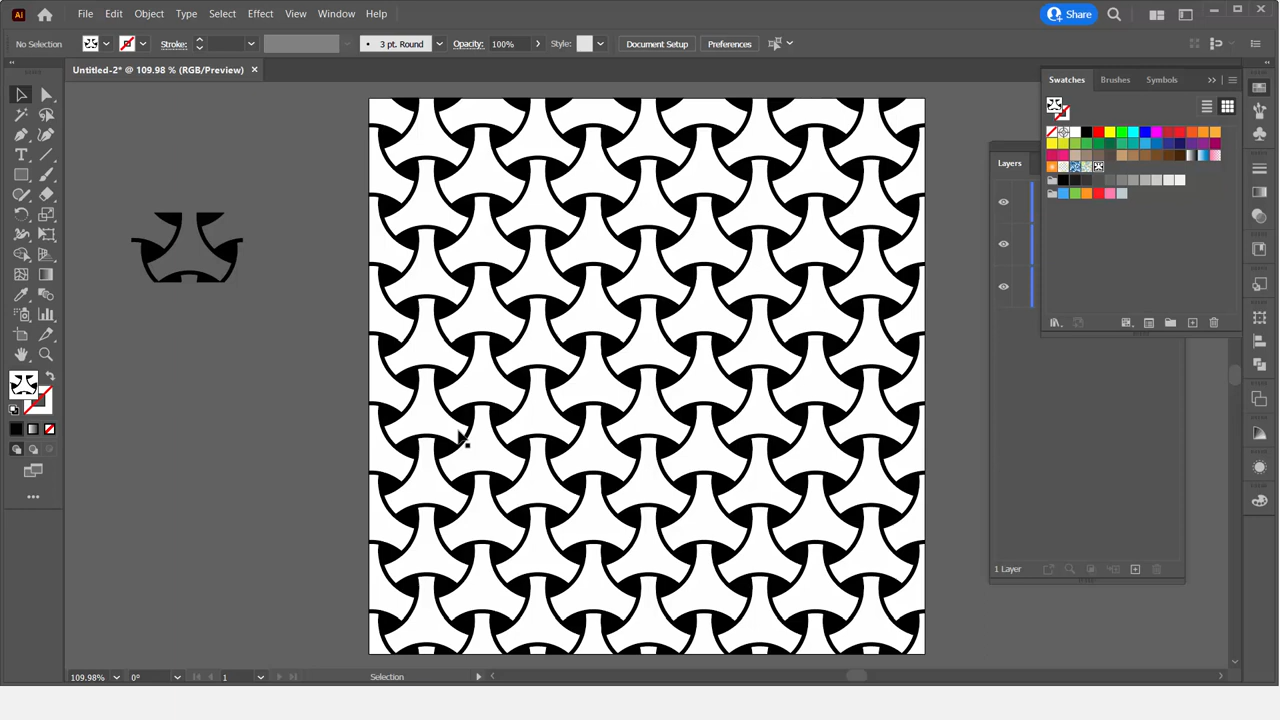 Ai File Edit Object Type Select Effect View Window Help Share
No Selection Stroke: 3 pt. Round Opacity: 100% Style: Document Setup Preferences
Untitled-2* @ 109.98 % (RGB/Preview) ×
Swatches Brushes Symbols
Layers
1 Layer
109.98% 0° 1 Selection